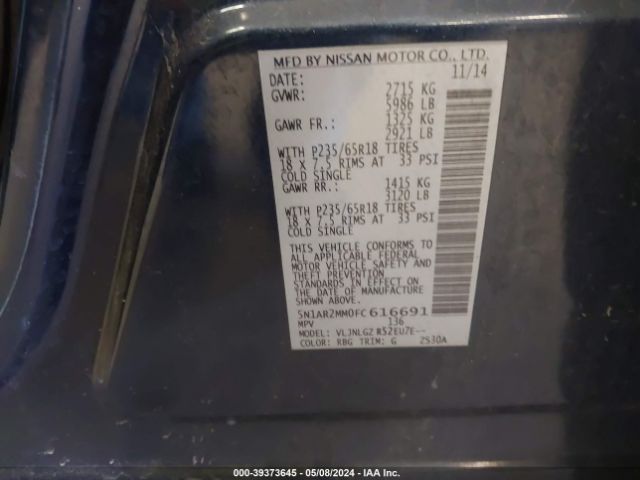 MFD BY NISSAN MOTOR CO., LTD.
DATE: 11/14
GVWR: 2715 KG
5986 LB
GAWR FR.: 1325 KG
2921 LB
WITH P235/65R18 TIRES
18 X 7.5 RIMS AT 33 PSI
COLD SINGLE
GAWR RR.: 1415 KG
3120 LB
WITH P235/65R18 TIRES
18 X 7.5 RIMS AT 33 PSI
COLD SINGLE
THIS VEHICLE CONFORMS TO
ALL APPLICABLE FEDERAL
MOTOR VEHICLE SAFETY AND
THEFT PREVENTION
STANDARDS IN EFFECT ON
THE DATE OF MANUFACTURE
SHOWN ABOVE.
5N1AR2MM0FC616691
MPV 136
MODEL: VLJNLGZ R52EU7E--
COLOR: RBG TRIM: G 2S30A
000-39373645 - 05/08/2024 - IAA Inc.